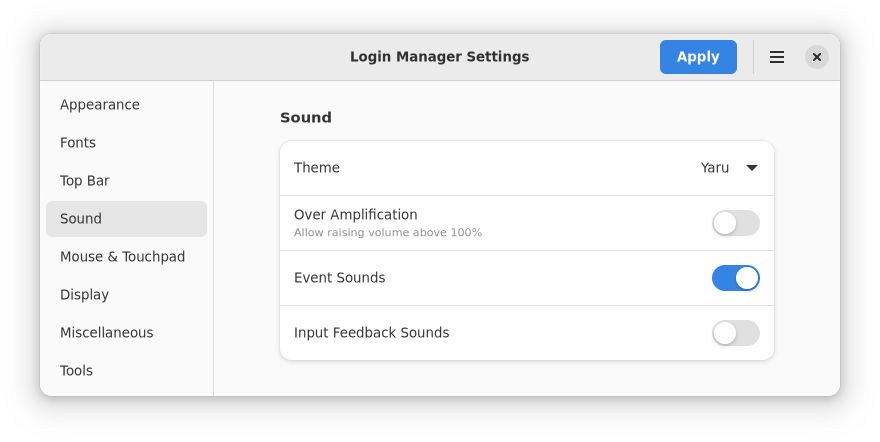 Login Manager Settings
Apply
Appearance
Fonts
Top Bar
Sound
Mouse & Touchpad
Display
Miscellaneous
Tools
Sound
Theme
Yaru
Over Amplification
Allow raising volume above 100%
Event Sounds
Input Feedback Sounds